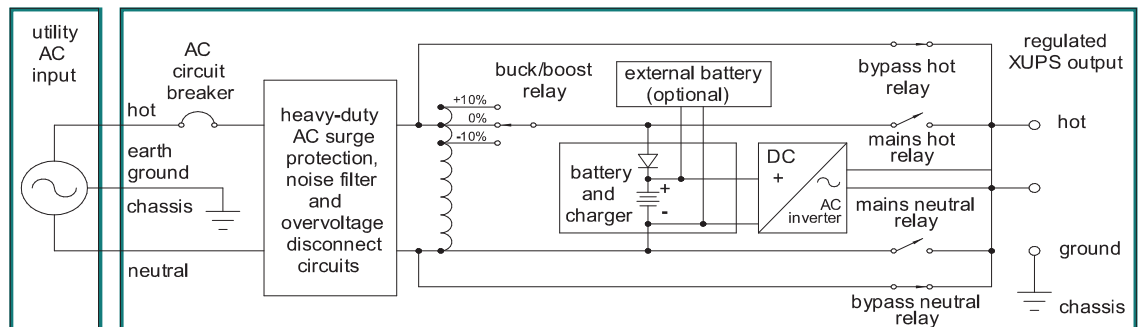 utility
AC
input
hot
earth
ground
chassis
neutral
AC
circuit
breaker
heavy-duty
AC surge
protection,
noise filter
and
overvoltage
disconnect
circuits
+10%
0%
-10%
buck/boost
relay
external battery
(optional)
battery
and
charger
+
-
DC
+
AC
inverter
bypass hot
relay
mains hot
relay
mains neutral
relay
bypass neutral
relay
regulated
XUPS output
hot
ground
chassis